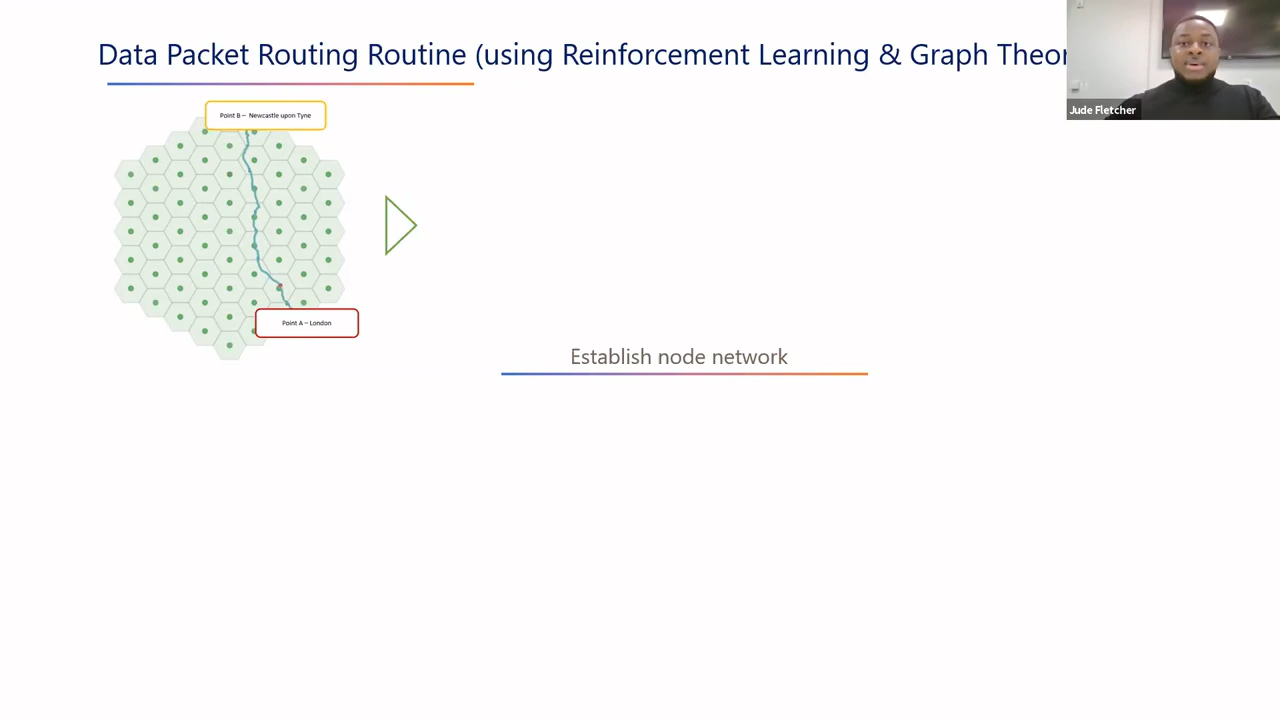 Data Packet Routing Routine (using Reinforcement Learning & Graph Theor
Jude Fletcher
Point B – Newcastle upon Tyne
Point A – London
Establish node network